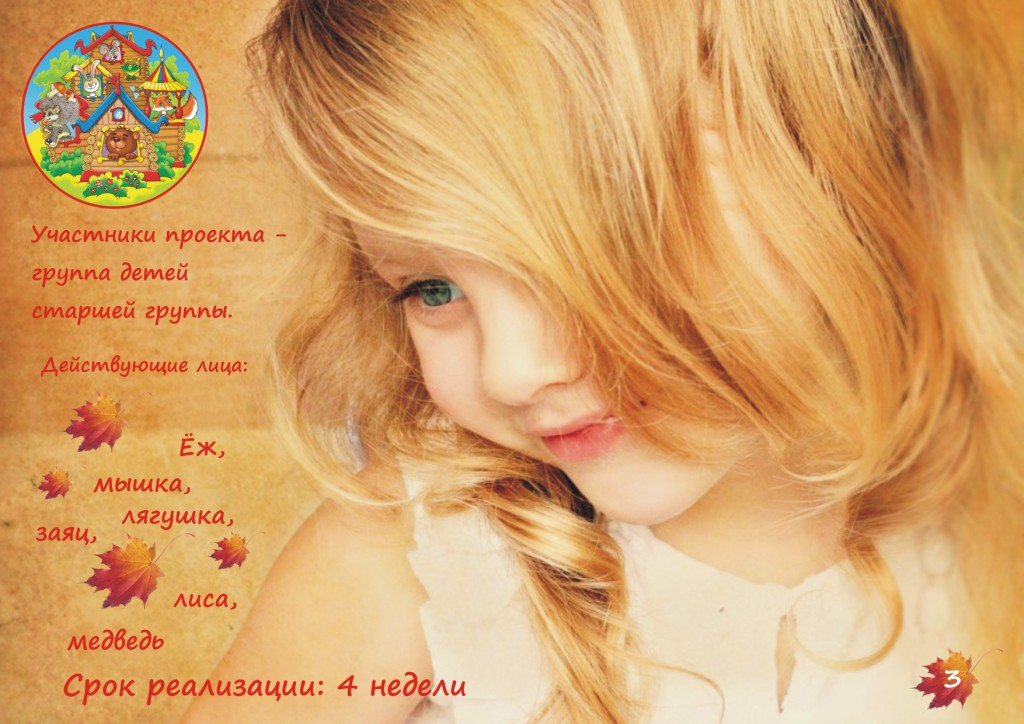 Участники проекта -
группа детей
старшей группы.
Действующие лица:
Ёж,
мышка,
лягушка,
заяц,
лиса,
медведь
Срок реализации: 4 недели
3